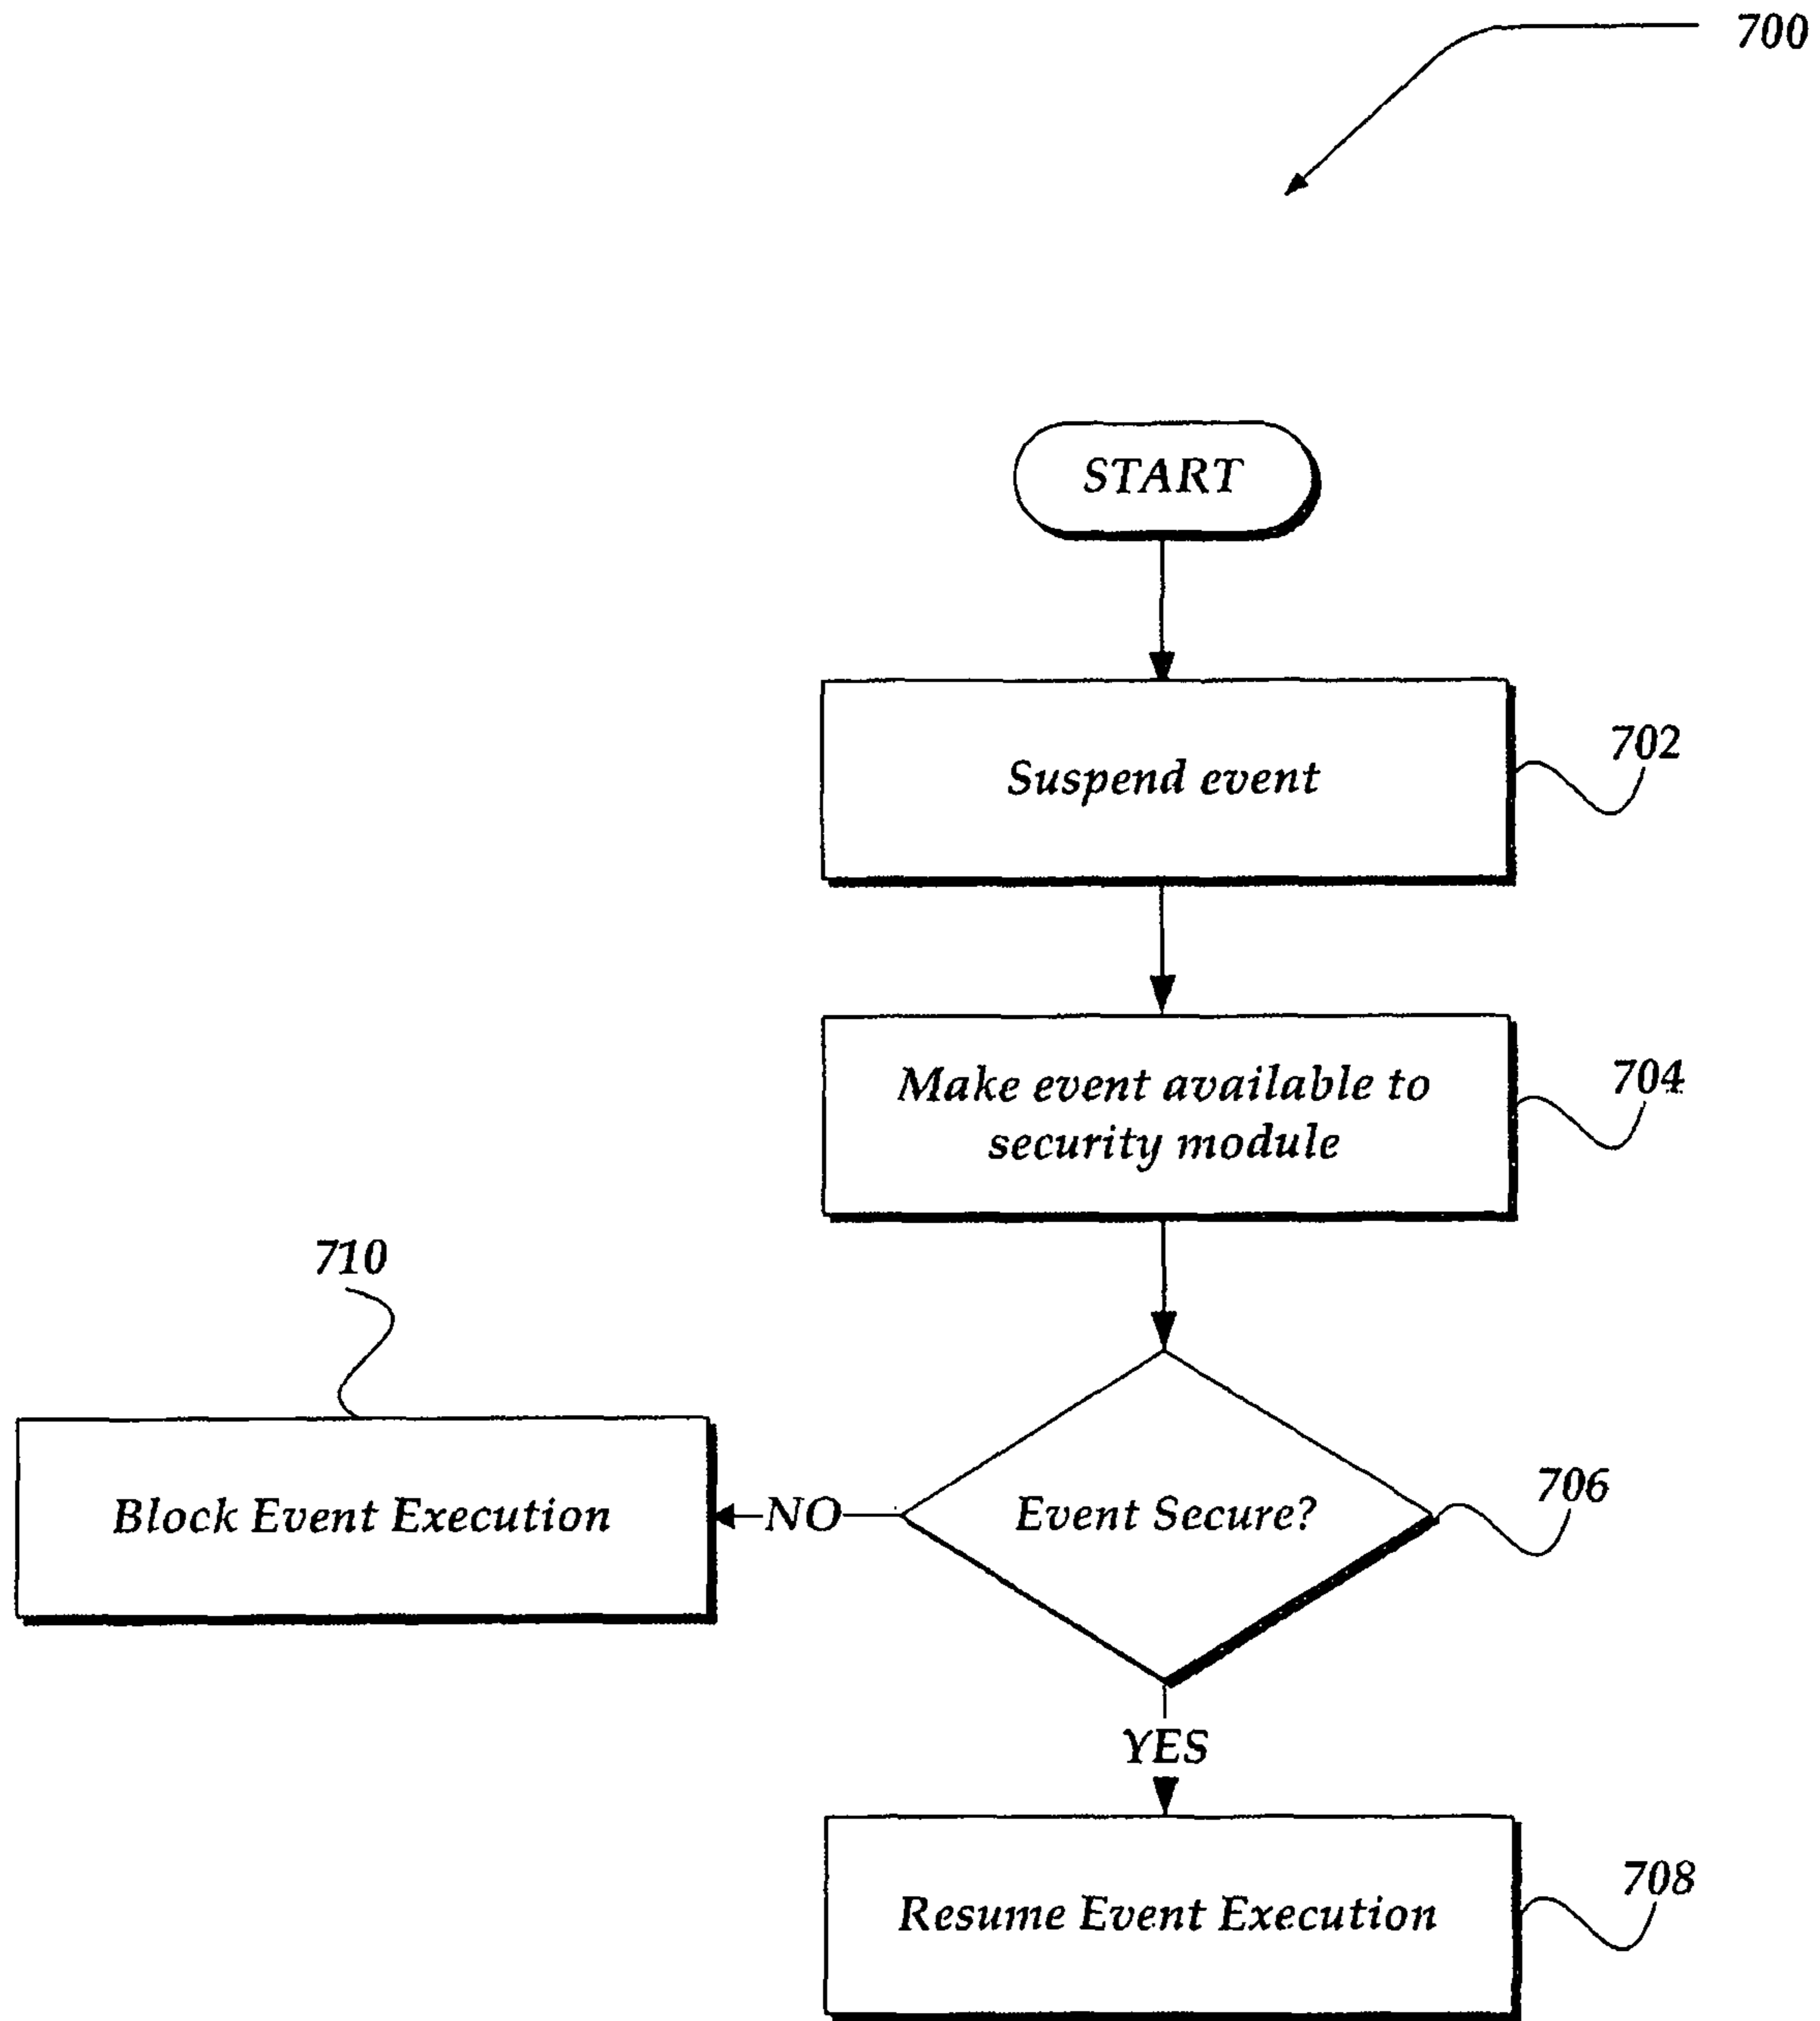 700
START
Suspend event
702
Make event available to
security module
704
710
Block Event Execution
NO
Event Secure?
706
YES
Resume Event Execution
708